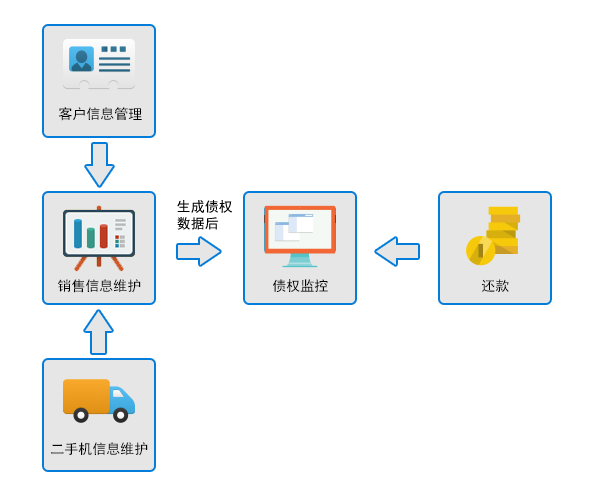 客户信息管理
生成债权
数据后
销售信息维护
债权监控
还款
二手机信息维护